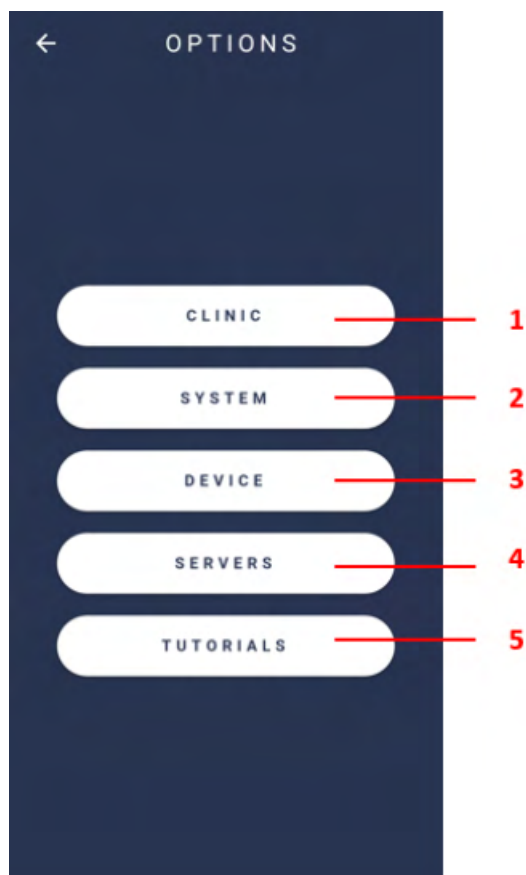 OPTIONS
CLINIC 1
SYSTEM 2
DEVICE 3
SERVERS 4
TUTORIALS 5